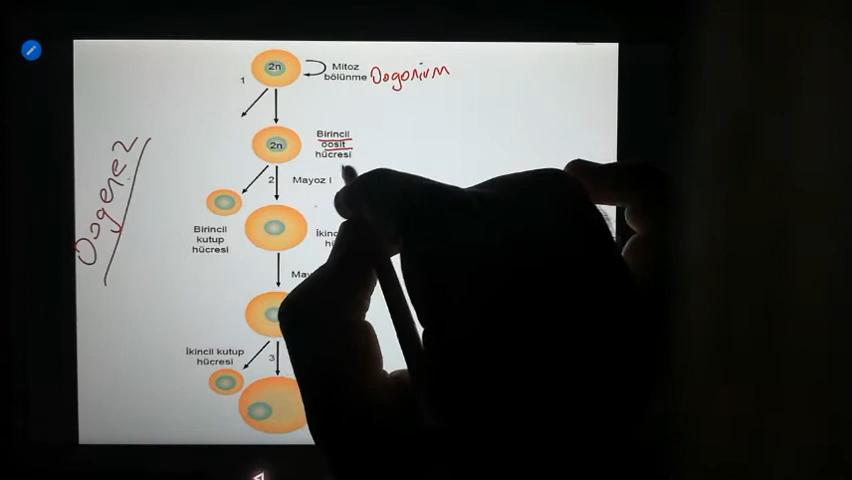 2n
1
Mitoz
bölünme
Oogonium
Birincil
oosit
hücresi
2n
2
Mayoz I
Birincil
kutup
hücresi
Oogenez
İkincil kutup
hücresi
3